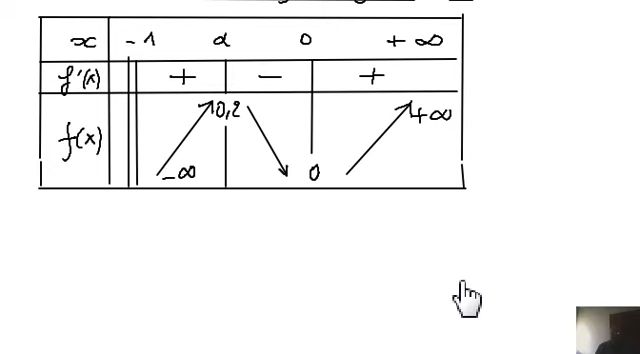 x -1 α 0 +∞
f'(x) + - +
f(x) 0,2 +∞
-∞ 0